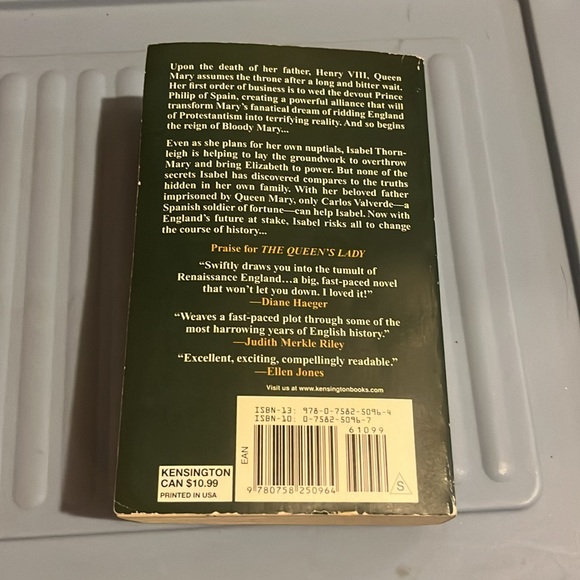 Upon the death of her father, Henry VIII, Queen
Mary assumes the throne after a long and bitter wait.
Her first order of business is to wed the devout Prince
Philip of Spain, creating a powerful alliance that will
transform Mary's fanatical dream of ridding England
of Protestantism into terrifying reality. And so begins
the reign of Bloody Mary...
Even as she plans for her own nuptials, Isabel Thorn-
leigh is helping to lay the groundwork to overthrow
Mary and bring Elizabeth to power. But none of the
secrets Isabel has discovered compares to the truths
hidden in her own family. With her beloved father
imprisoned by Queen Mary, only Carlos Valverde—a
Spanish soldier of fortune—can help Isabel. Now with
England's future at stake, Isabel risks all to change
the course of history...
Praise for THE QUEEN'S LADY
"Swiftly draws you into the tumult of
Renaissance England...a big, fast-paced novel
that won't let you down. I loved it!"
—Diane Haeger
"Weaves a fast-paced plot through some of the
most harrowing years of English history."
—Judith Merkle Riley
"Excellent, exciting, compellingly readable."
—Ellen Jones
Visit us at www.kensingtonbooks.com
ISBN-13: 978-0-7582-5096-4
ISBN-10: 0-7582-5096-7
61099
EAN
9 780758 250964
S
KENSINGTON
CAN $10.99
PRINTED IN USA